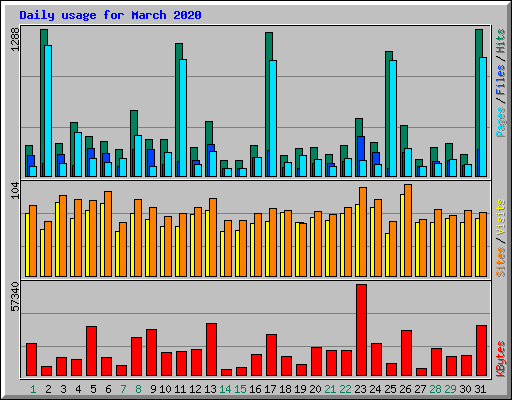 Daily usage for March 2020
1288
Pages / Files / Hits
104
Sites / Visits
57340
KBytes
1 2 3 4 5 6 7 8 9 10 11 12 13 14 15 16 17 18 19 20 21 22 23 24 25 26 27 28 29 30 31